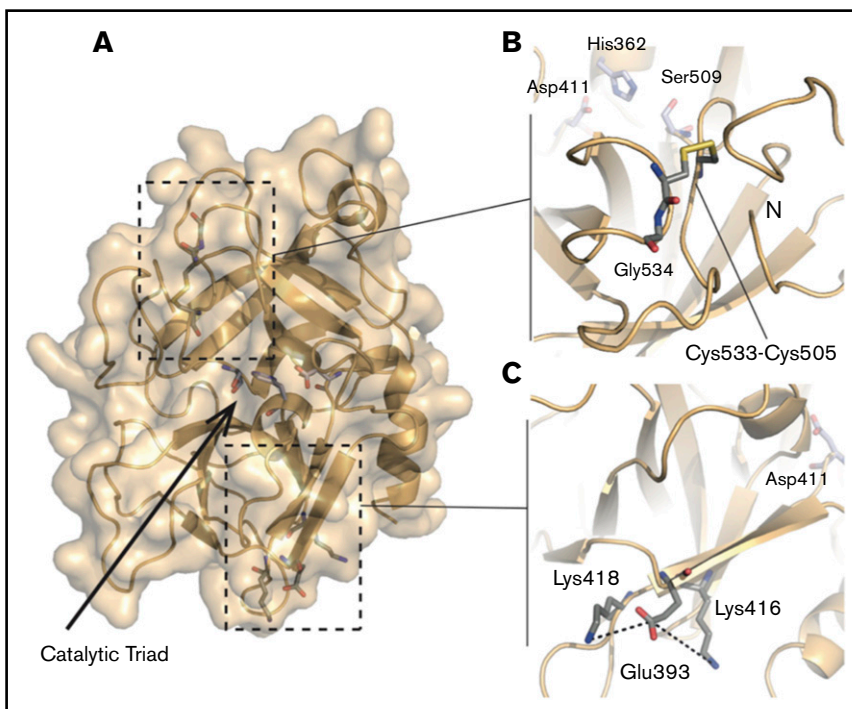 A
Catalytic Triad
B
His362
Asp411
Ser509
N
Gly534
Cys533-Cys505
C
Asp411
Lys418
Lys416
Glu393